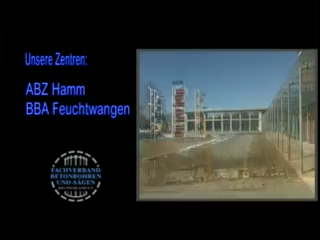 Unsere Zentren:
ABZ Hamm
BBA Feuchtwangen
FACHVERBAND
BETONBOHREN
UND -SÄGEN